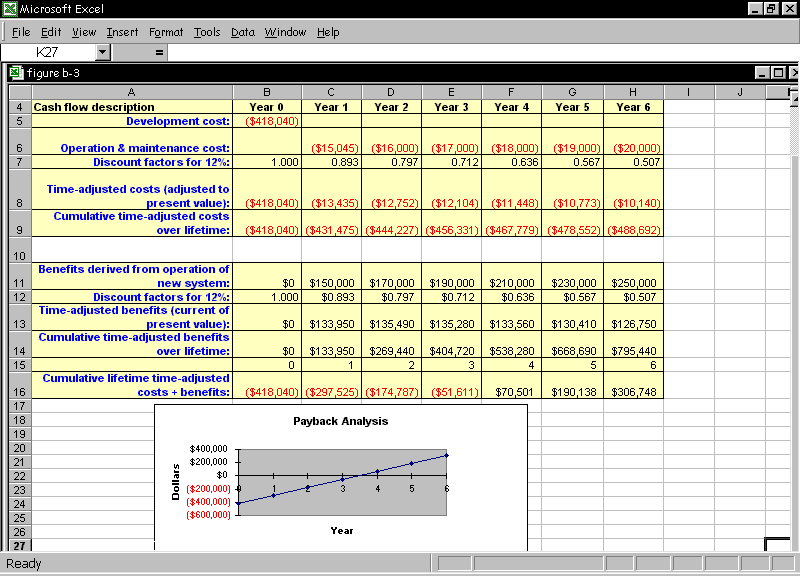 Microsoft Excel
File Edit View Insert Format Tools Data Window Help
K27 =
figure b-3
A B C D E F G H I J
4 Cash flow description Year 0 Year 1 Year 2 Year 3 Year 4 Year 5 Year 6
5 Development cost: ($418,040)
6 Operation & maintenance cost: ($15,045) ($16,000) ($17,000) ($18,000) ($19,000) ($20,000)
7 Discount factors for 12%: 1.000 0.893 0.797 0.712 0.636 0.567 0.507
Time-adjusted costs (adjusted to
8 present value): ($418,040) ($13,435) ($12,752) ($12,104) ($11,448) ($10,773) ($10,140)
Cumulative time-adjusted costs
9 over lifetime: ($418,040) ($431,475) ($444,227) ($456,331) ($467,779) ($478,552) ($488,692)
10
Benefits derived from operation of
11 new system: $0 $150,000 $170,000 $190,000 $210,000 $230,000 $250,000
12 Discount factors for 12%: 1.000 $0.893 $0.797 $0.712 $0.636 $0.567 $0.507
Time-adjusted benefits (current of
13 present value): $0 $133,950 $135,490 $135,280 $133,560 $130,410 $126,750
Cumulative time-adjusted benefits
14 over lifetime: $0 $133,950 $269,440 $404,720 $538,280 $668,690 $795,440
15 0 1 2 3 4 5 6
Cumulative lifetime time-adjusted
16 costs + benefits: ($418,040) ($297,525) ($174,787) ($51,611) $70,501 $190,138 $306,748
17
18 Payback Analysis
19
20 $400,000
21 $200,000
22 $0
23 ($200,000) 0 1 2 3 4 5 6
24 ($400,000)
25 ($600,000)
Dollars
26 Year
27
Ready